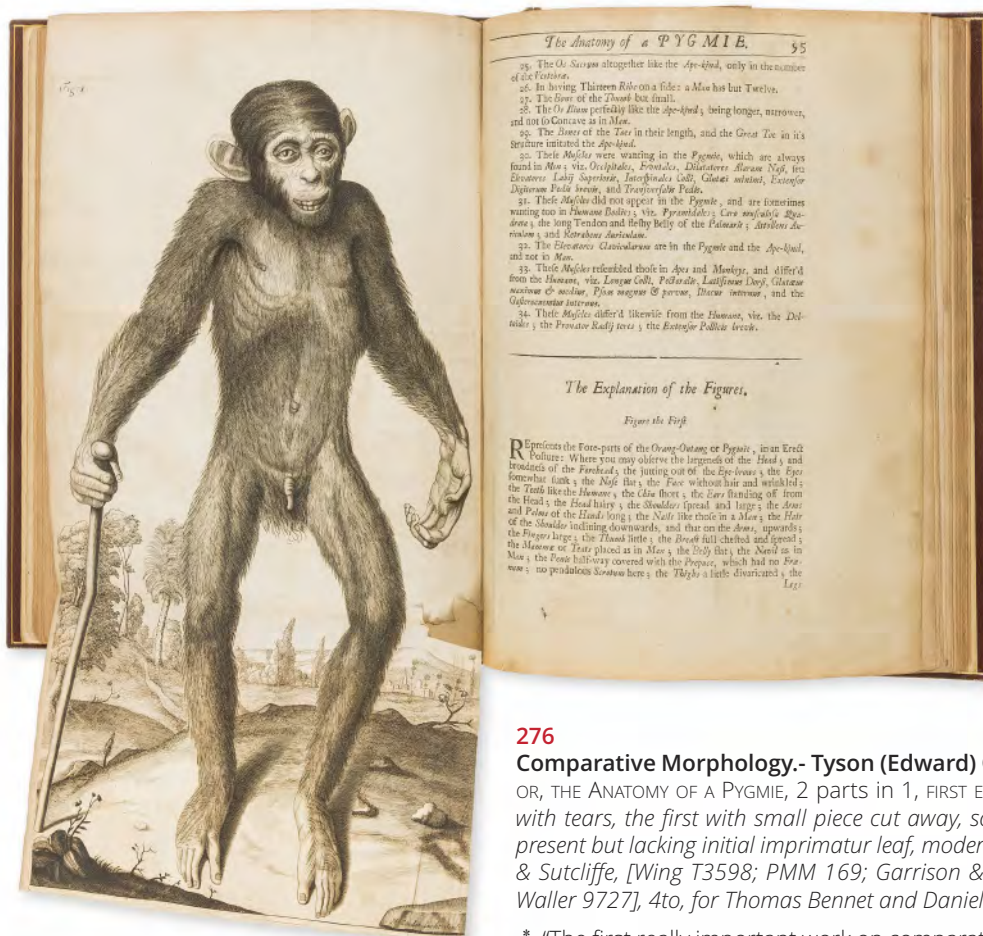 Fig. 1.
The Anatomy of a PYGMIE. 95
25. The Os Sacrum altogether like the Ape-kind, only in the number
of the Vertebræ.
26. In having Thirteen Ribs on a side: a Man has but Twelve.
27. The Bone of the Thumb but small.
28. The Os Ilium perfectly like the Ape-kind; being longer, narrower,
and not so Concave as in Man.
29. The Bones of the Toes in their length, and the Great Toe in it's
Structure imitated the Ape-kind.
30. These Muscles were wanting in the Pygmie, which are always
found in Man; viz. Occipitales, Frontales, Dilatatores Alarum Nasi, seu
Elevatores Labij Superioris, Interspinales Colli, Glutæi minimi, Extensor
Digitorum Pedis brevis, and Transversalis Pedis.
31. These Muscles did not appear in the Pygmie, and are sometimes
wanting too in Humane Bodies; viz. Pyramidales; Caro musculosa Qua-
drata; the long Tendon and fleshy Belly of the Palmaris; Attollens Au-
riculam; and Retrahens Auriculam.
32. The Elevatores Clavicularum are in the Pygmie and the Ape-kind,
and not in Man.
33. These Muscles resembled those in Apes and Monkeys, and differ'd
from the Humane, viz. Longus Colli, Pectoralis, Latissimus Dorsi, Glutæus
maximus & medius, Psoas magnus & parvus, Iliacus internus, and the
Gasterocnemius internus.
34. These Muscles differ'd likewise from the Humane, viz. the Del-
toides; the Pronator Radij teres; the Extensor Pollicis brevis.
The Explanation of the Figures.
Figure the First
REpresents the Fore-parts of the Orang-Outang or Pygmie, in an Erect
Posture: Where you may observe the largeness of the Head; and
broadness of the Forehead; the jutting out of the Eye-brows; the Eyes
somewhat sunk; the Nose flat; the Face without hair and wrinkled;
the Teeth like the Humane; the Chin short; the Ears standing off from
the Head; the Head hairy; the Shoulders spread and large; the Arms
and Palms of the Hands long; the Nails like those in a Man; the Hair
of the Shoulder inclining downwards, and that on the Arms, upwards;
the Fingers large; the Thumb little; the Breast full chested and spread;
the Mammæ or Teats placed as in Man; the Belly flat; the Navil as in
Man; the Penis half-way covered with the Prepuce, which had no Fræ-
num; no pendulous Scrotum here; the Thighs a little divaricated; the
Legs
276
Comparative Morphology.- Tyson (Edward)
OR, THE ANATOMY OF A PYGMIE, 2 parts in 1, FIRST E
with tears, the first with small piece cut away, so
present but lacking initial imprimatur leaf, moder
& Sutcliffe, [Wing T3598; PMM 169; Garrison &
Waller 9727], 4to, for Thomas Bennet and Daniel
* "The first really important work on comparat